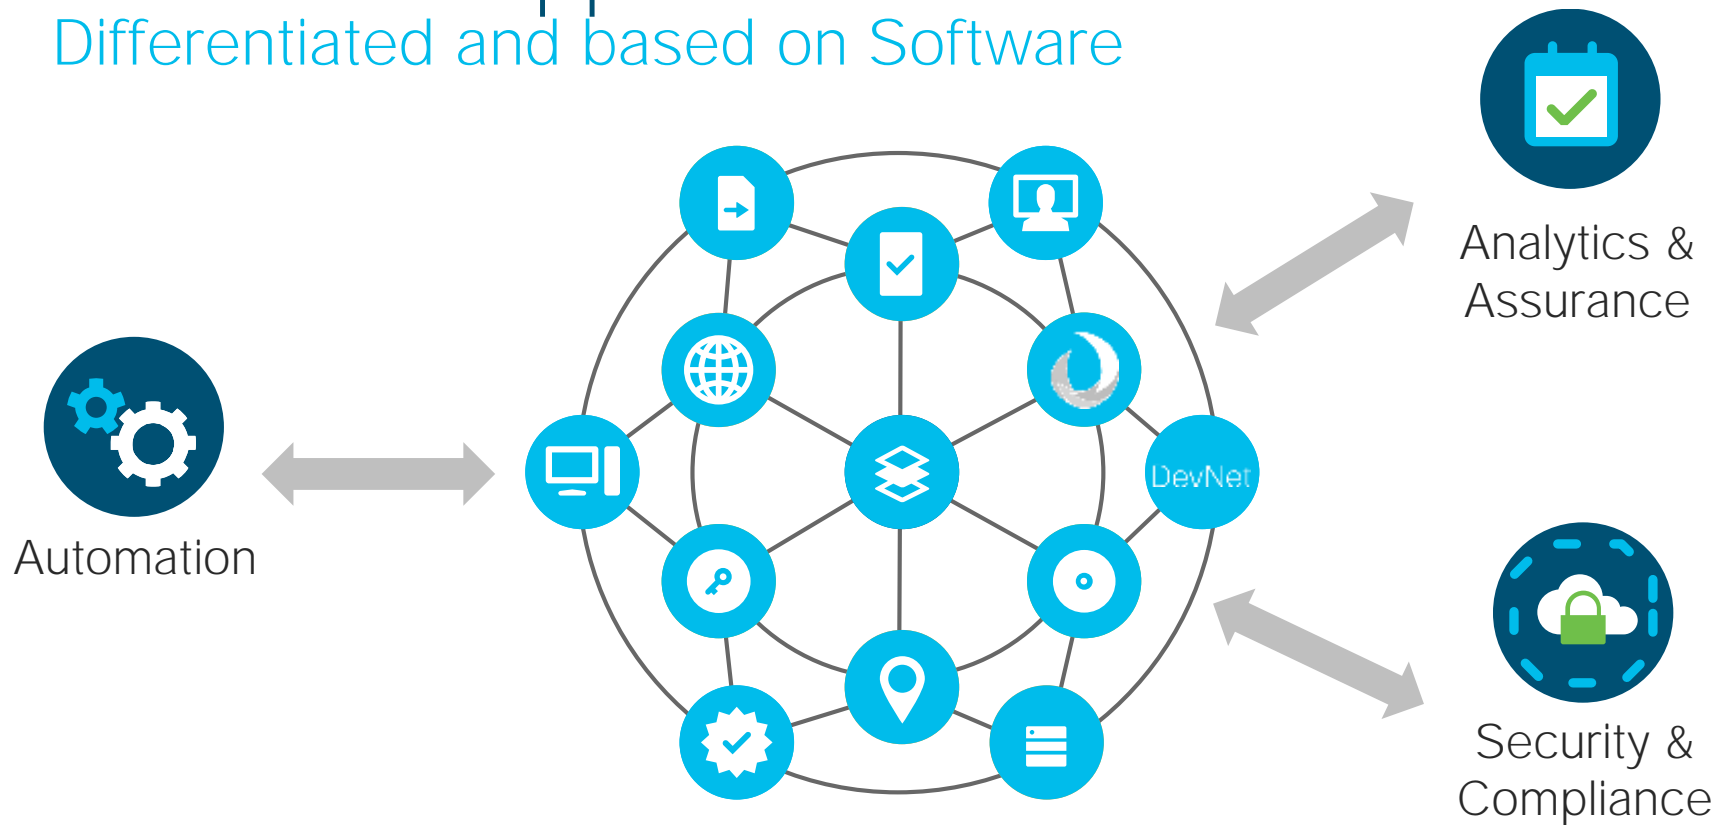 Differentiated and based on Software
Analytics &
Assurance
Automation
DevNet
Security &
Compliance